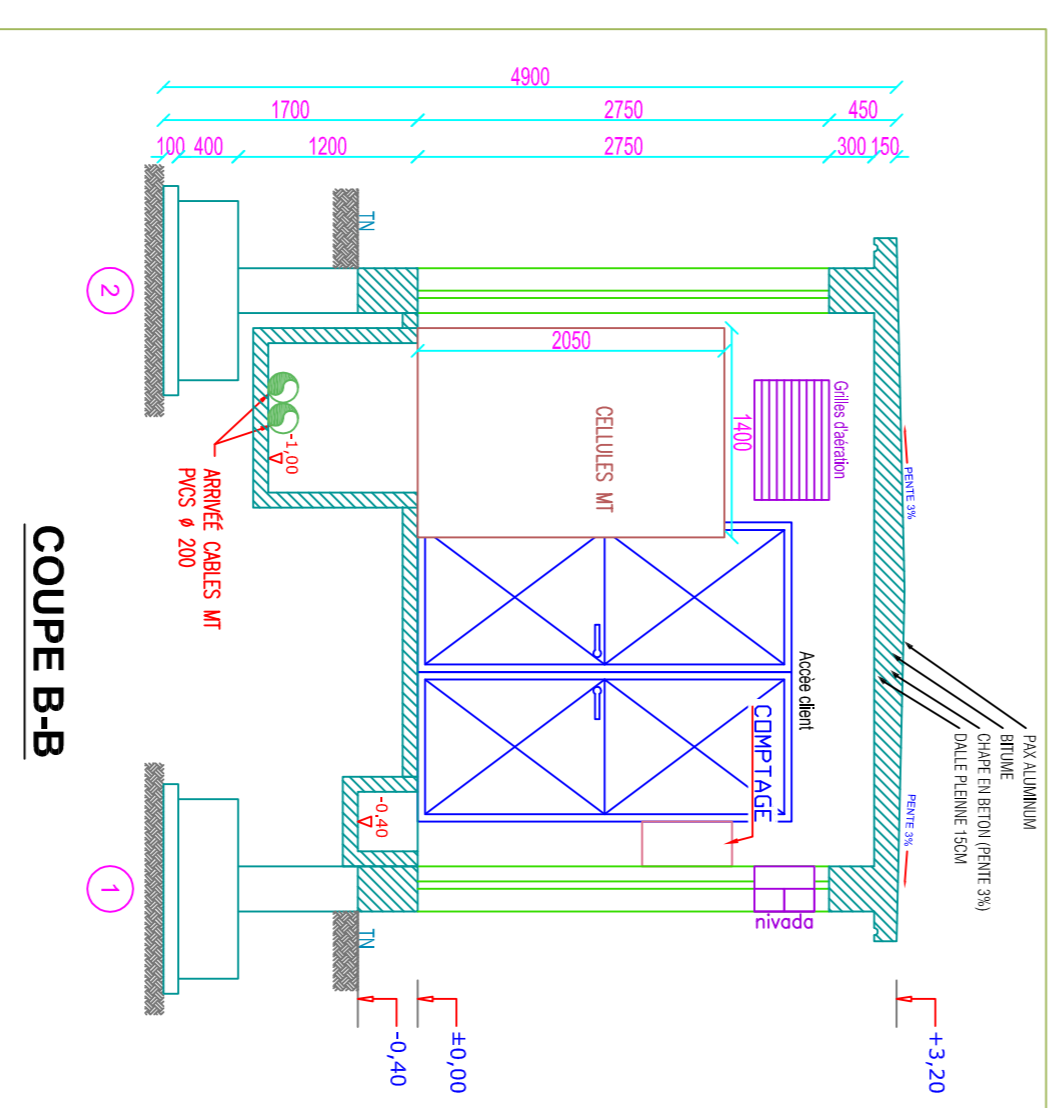 4900
1700
2750
450
100
400
1200
2750
300
150
PAX ALUMINUM
BITUME
CHAPE EN BETON (PENTE 3%)
DALLE PLEINNE 15CM
PENTE 3%
PENTE 3%
+3,20
Grilles d'aération
1400
2050
CELLULES MT
Accèe client
COMPTAGE
nivada
TN
TN
±0,00
-0,40
-0,40
-1,00
ARRIVÉÉ CABLES MT
PVCS ø 200
2
1
COUPE B-B